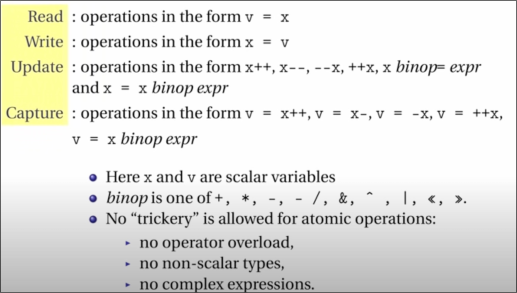 Read : operations in the form v = x
Write : operations in the form x = v
Update : operations in the form x++, x--, --x, ++x, x binop= expr
and x = x binop expr
Capture : operations in the form v = x++, v = x-, v = -x, v = ++x,
v = x binop expr
Here x and v are scalar variables
binop is one of +, *, -, - /, &, ^ , |, «, ».
No “trickery” is allowed for atomic operations:
no operator overload,
no non-scalar types,
no complex expressions.